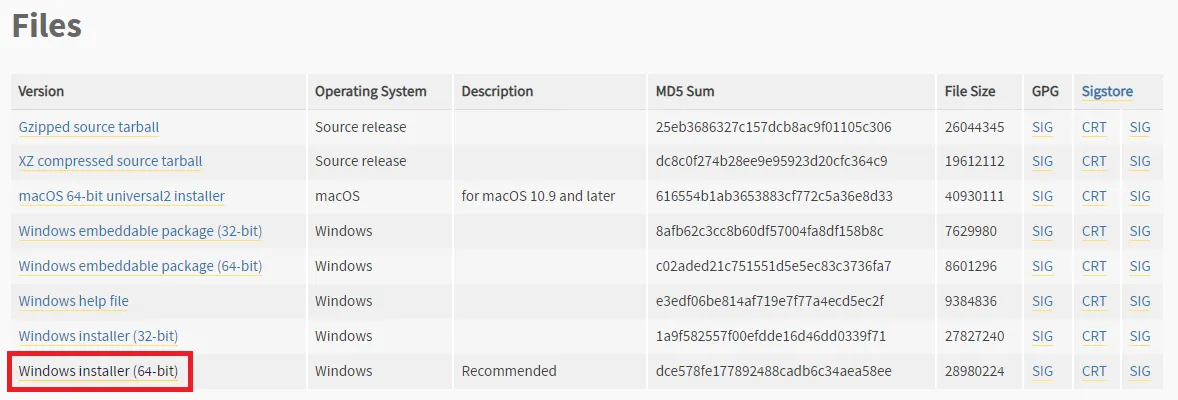 Files
Version Operating System Description MD5 Sum File Size GPG Sigstore
Gzipped source tarball Source release 25eb3686327c157dcb8ac9f01105c306 26044345 SIG CRT SIG
XZ compressed source tarball Source release dc8c0f274b28ee9e95923d20cfc364c9 19612112 SIG CRT SIG
macOS 64-bit universal2 installer macOS for macOS 10.9 and later 616554b1ab3653883cf772c5a36e8d33 40930111 SIG CRT SIG
Windows embeddable package (32-bit) Windows 8afb62c3cc8b60df57004fa8df158b8c 7629980 SIG CRT SIG
Windows embeddable package (64-bit) Windows c02aded21c751551d5e5ec83c3736fa7 8601296 SIG CRT SIG
Windows help file Windows e3edf06be814af719e7f77a4ecd5ec2f 9384836 SIG CRT SIG
Windows installer (32-bit) Windows 1a9f582557f00efdde16d46dd0339f71 27827240 SIG CRT SIG
Windows installer (64-bit) Windows Recommended dce578fe177892488cadb6c34aea58ee 28980224 SIG CRT SIG